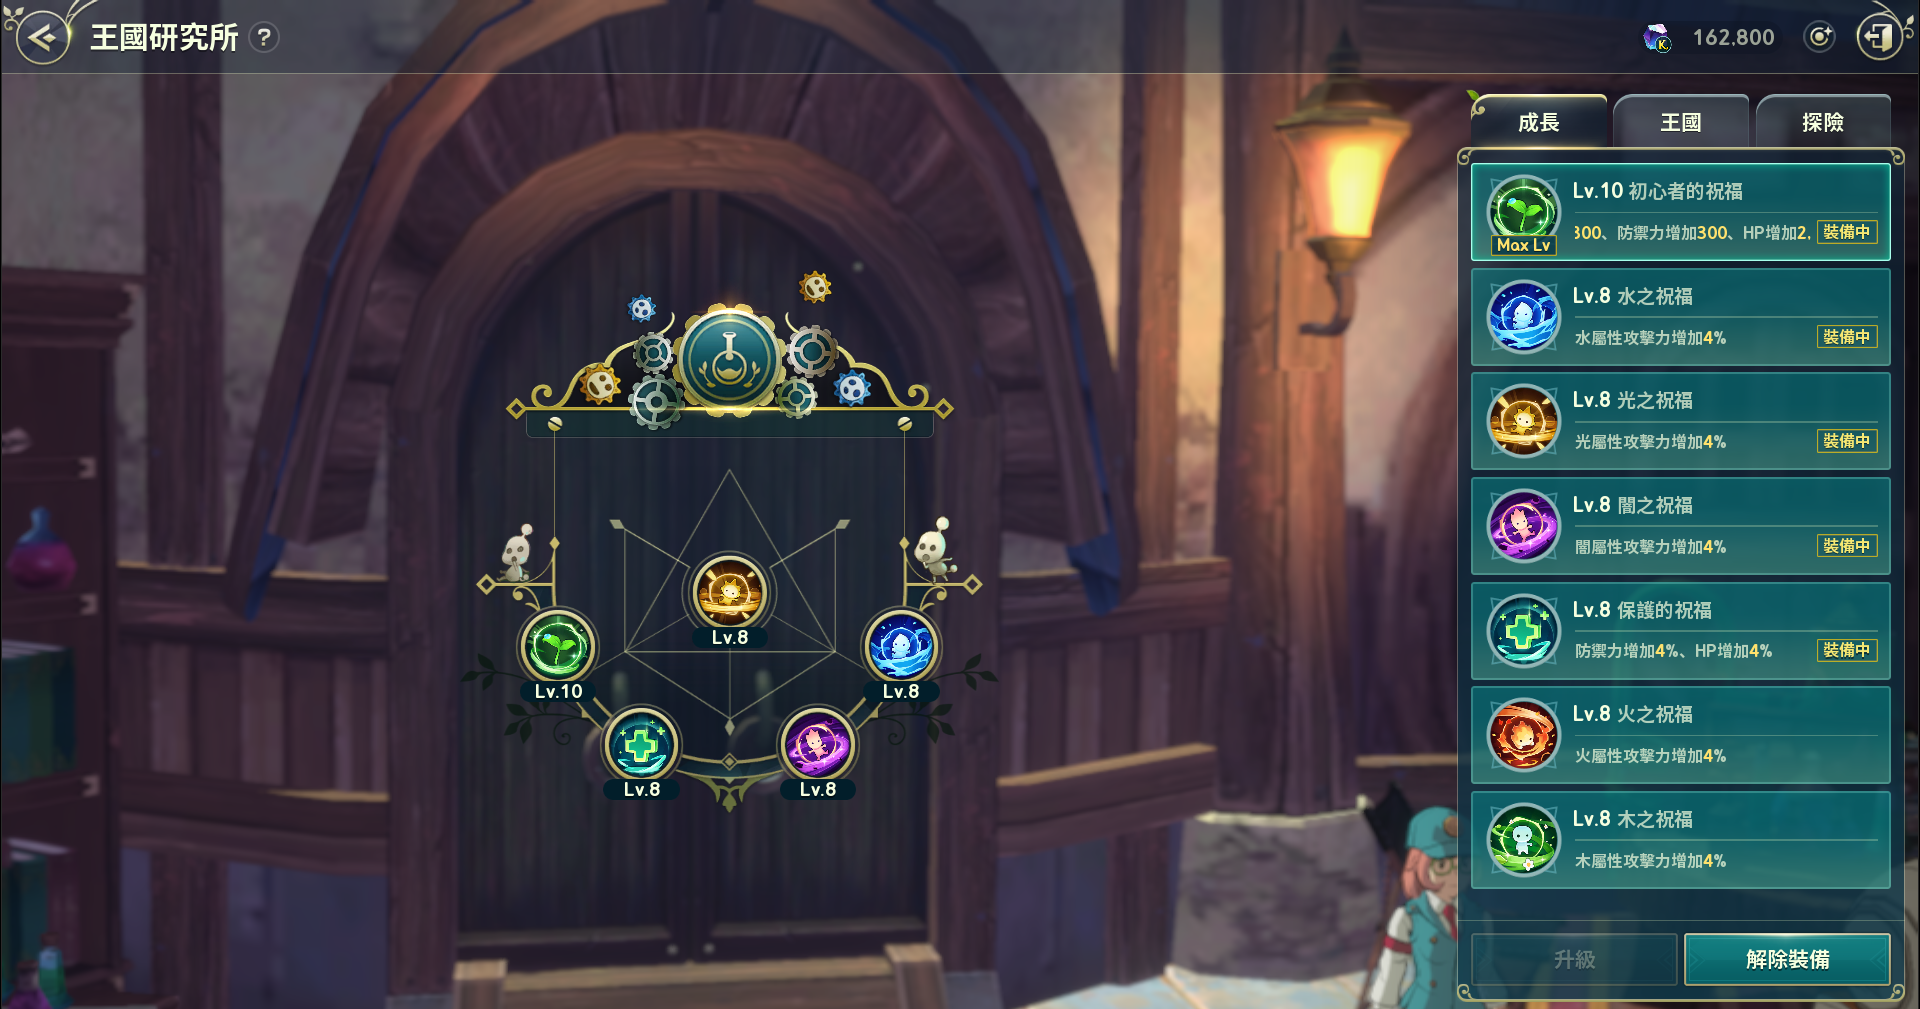 王國研究所 ?
162,800
成長 王國 探險
Lv.10 初心者的祝福
300、防禦力增加300、HP增加2. 裝備中
Max Lv
Lv.8 水之祝福
水屬性攻擊力增加4% 裝備中
Lv.8 光之祝福
光屬性攻擊力增加4% 裝備中
Lv.8 闇之祝福
闇屬性攻擊力增加4% 裝備中
Lv.8 保護的祝福
防禦力增加4%、HP增加4% 裝備中
Lv.8 火之祝福
火屬性攻擊力增加4%
Lv.8 木之祝福
木屬性攻擊力增加4%
升級 解除裝備
Lv.8
Lv.10
Lv.8
Lv.8
Lv.8